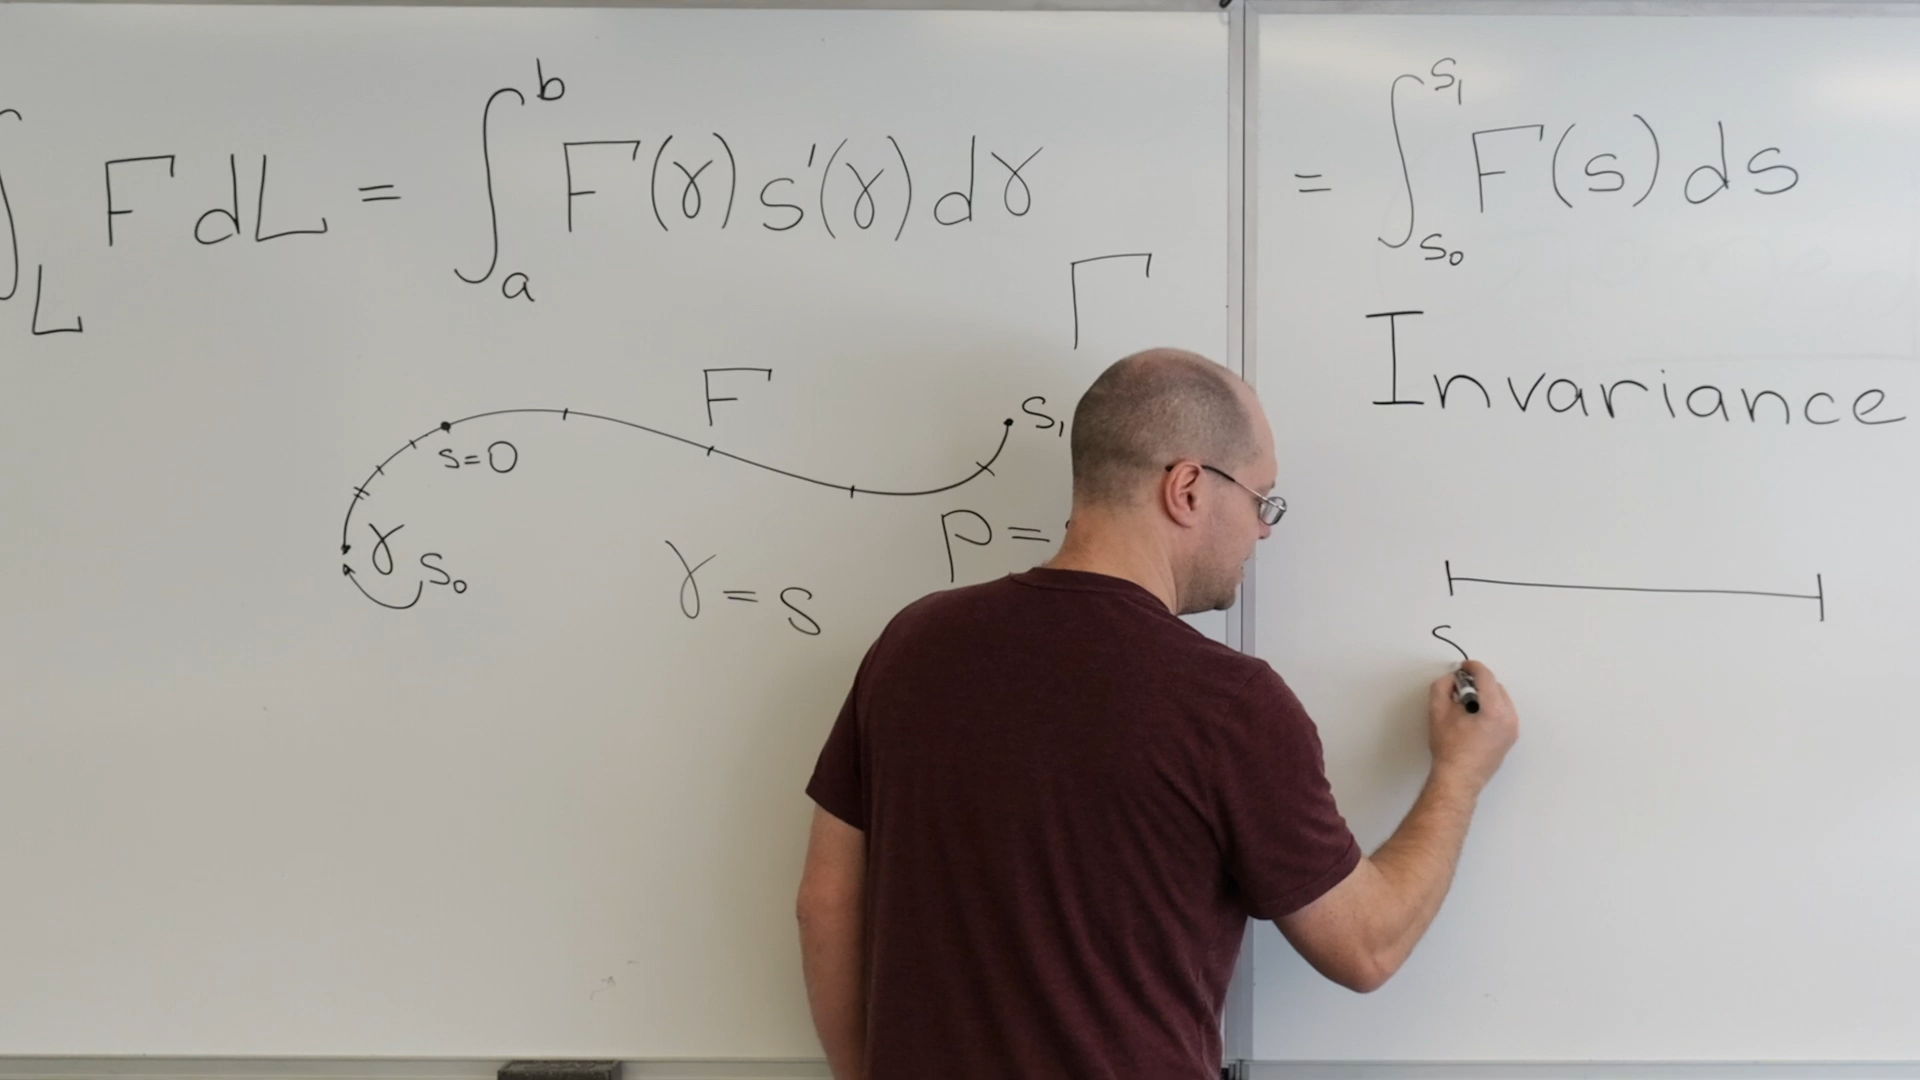 ∫_L F dL = ∫_a^b F(γ) s'(γ) dγ = ∫_{s₀}^{s₁} F(s) ds
Γ
Invariance
F
s₁
s=0
γ
s₀
γ = s
ρ =
s